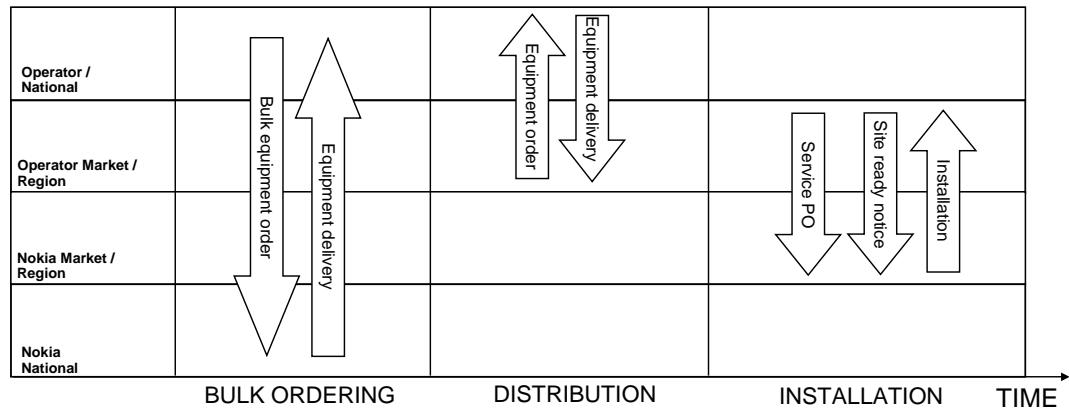 Operator /
National
Operator Market /
Region
Nokia Market /
Region
Nokia
National
Bulk equipment order
Equipment delivery
Equipment order
Equipment delivery
Service PO
Site ready notice
Installation
BULK ORDERING
DISTRIBUTION
INSTALLATION
TIME